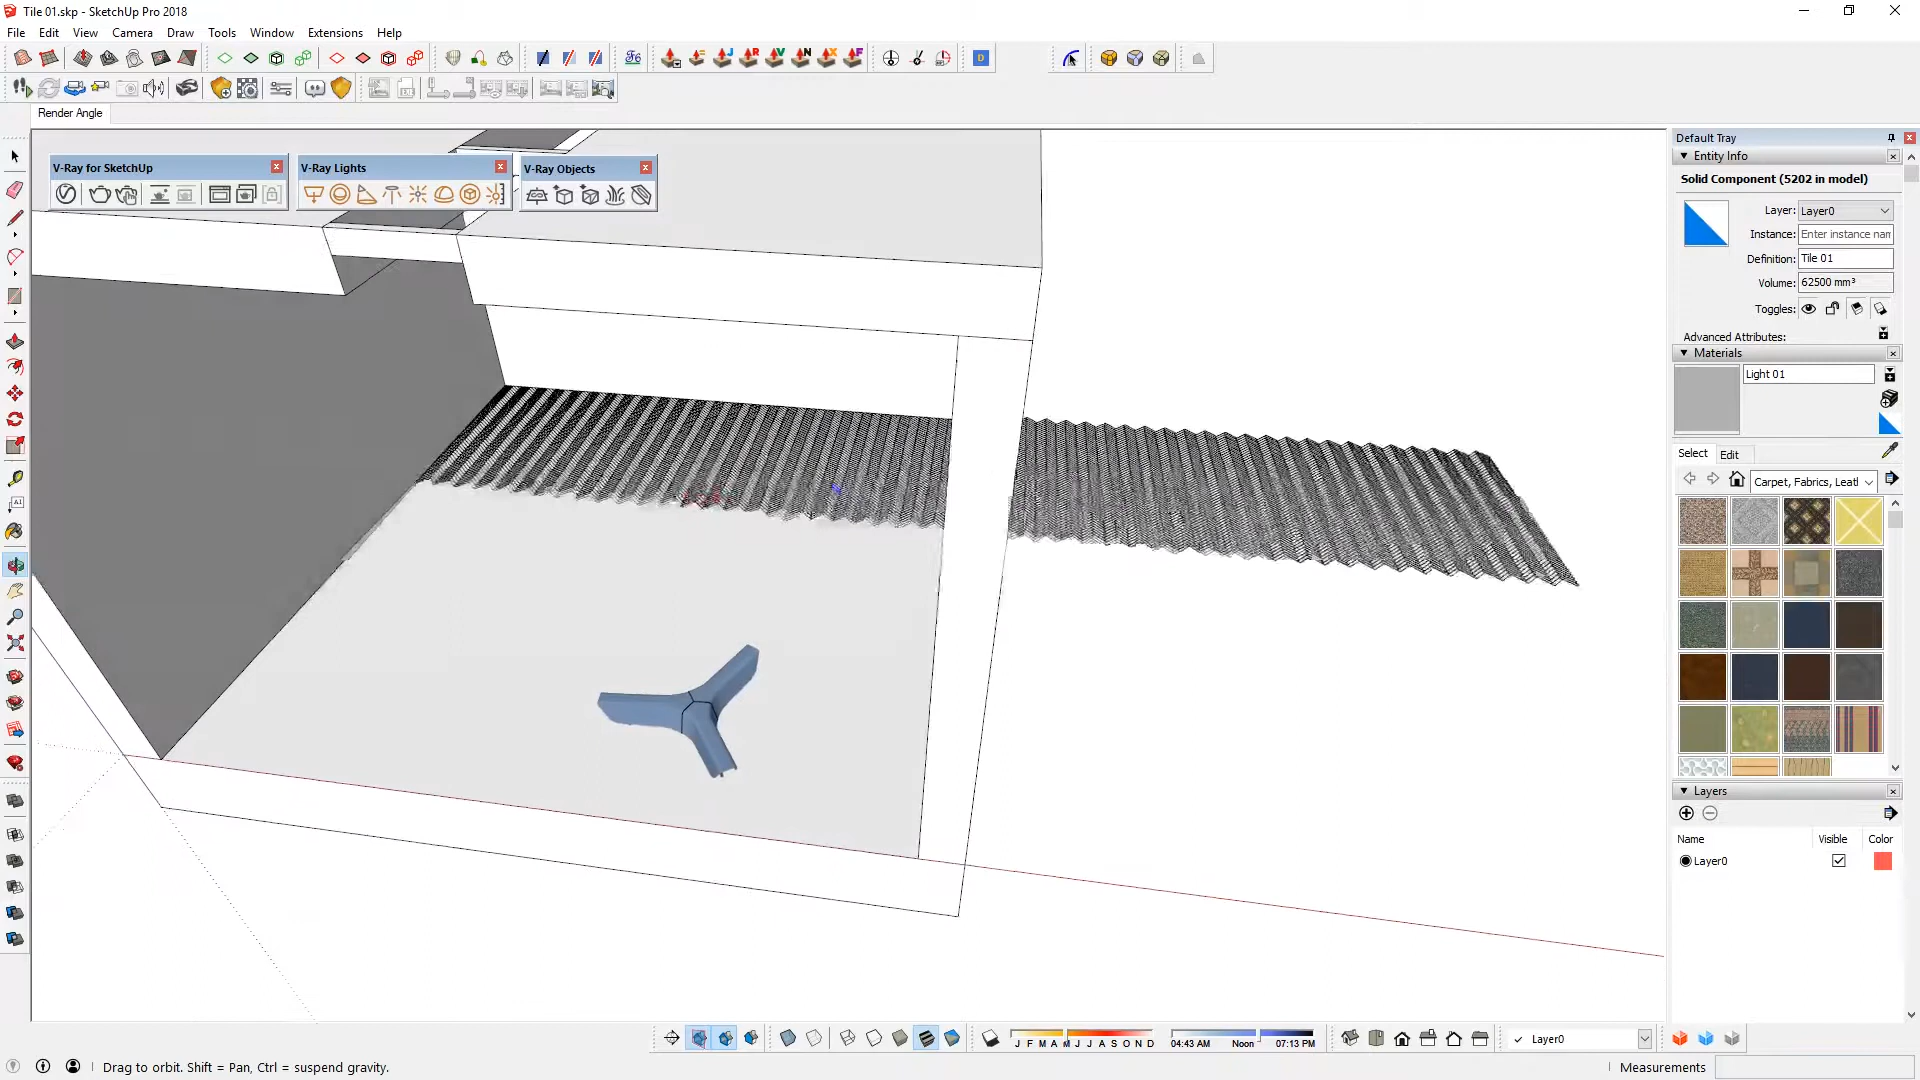 Tile 01.skp - SketchUp Pro 2018
File Edit View Camera Draw Tools Window Extensions Help
Render Angle
V-Ray for SketchUp
V-Ray Lights
V-Ray Objects
Default Tray
Entity Info
Solid Component (5202 in model)
Layer: Layer0
Instance: Enter instance nam
Definition: Tile 01
Volume: 62500 mm³
Toggles:
Advanced Attributes:
Materials
Light 01
Select Edit
Carpet, Fabrics, Leatl
Layers
Name Visible Color
Layer0
J F M A M J J A S O N D
04:43 AM Noon 07:13 PM
Layer0
Drag to orbit. Shift = Pan, Ctrl = suspend gravity.
Measurements